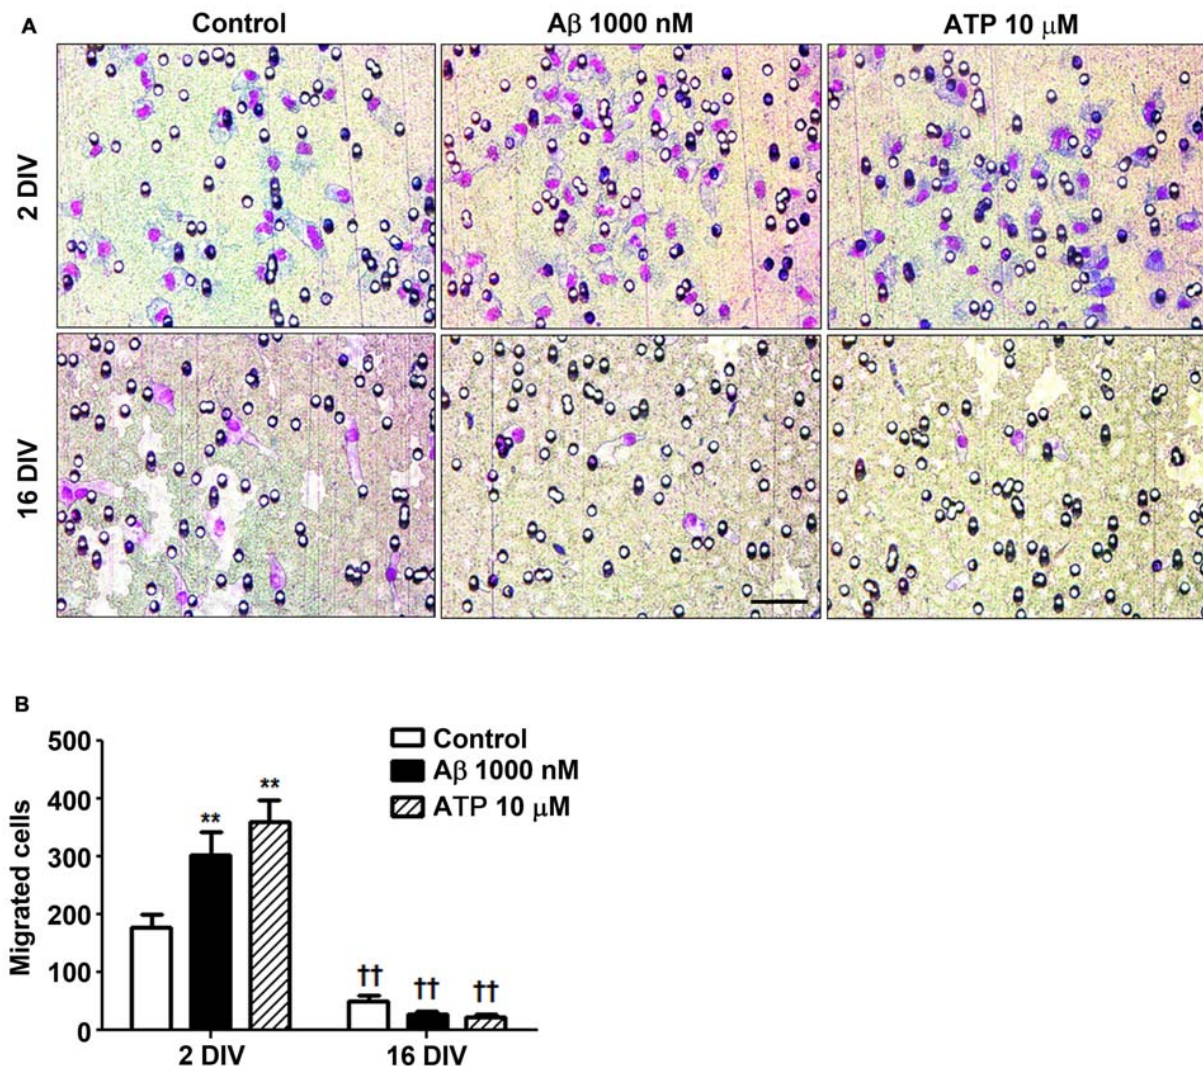 A
Control
Aβ 1000 nM
ATP 10 μM
2 DIV
16 DIV
B
500
400
300
200
100
0
Migrated cells
Control
Aβ 1000 nM
ATP 10 μM
**
**
††
††
††
2 DIV
16 DIV